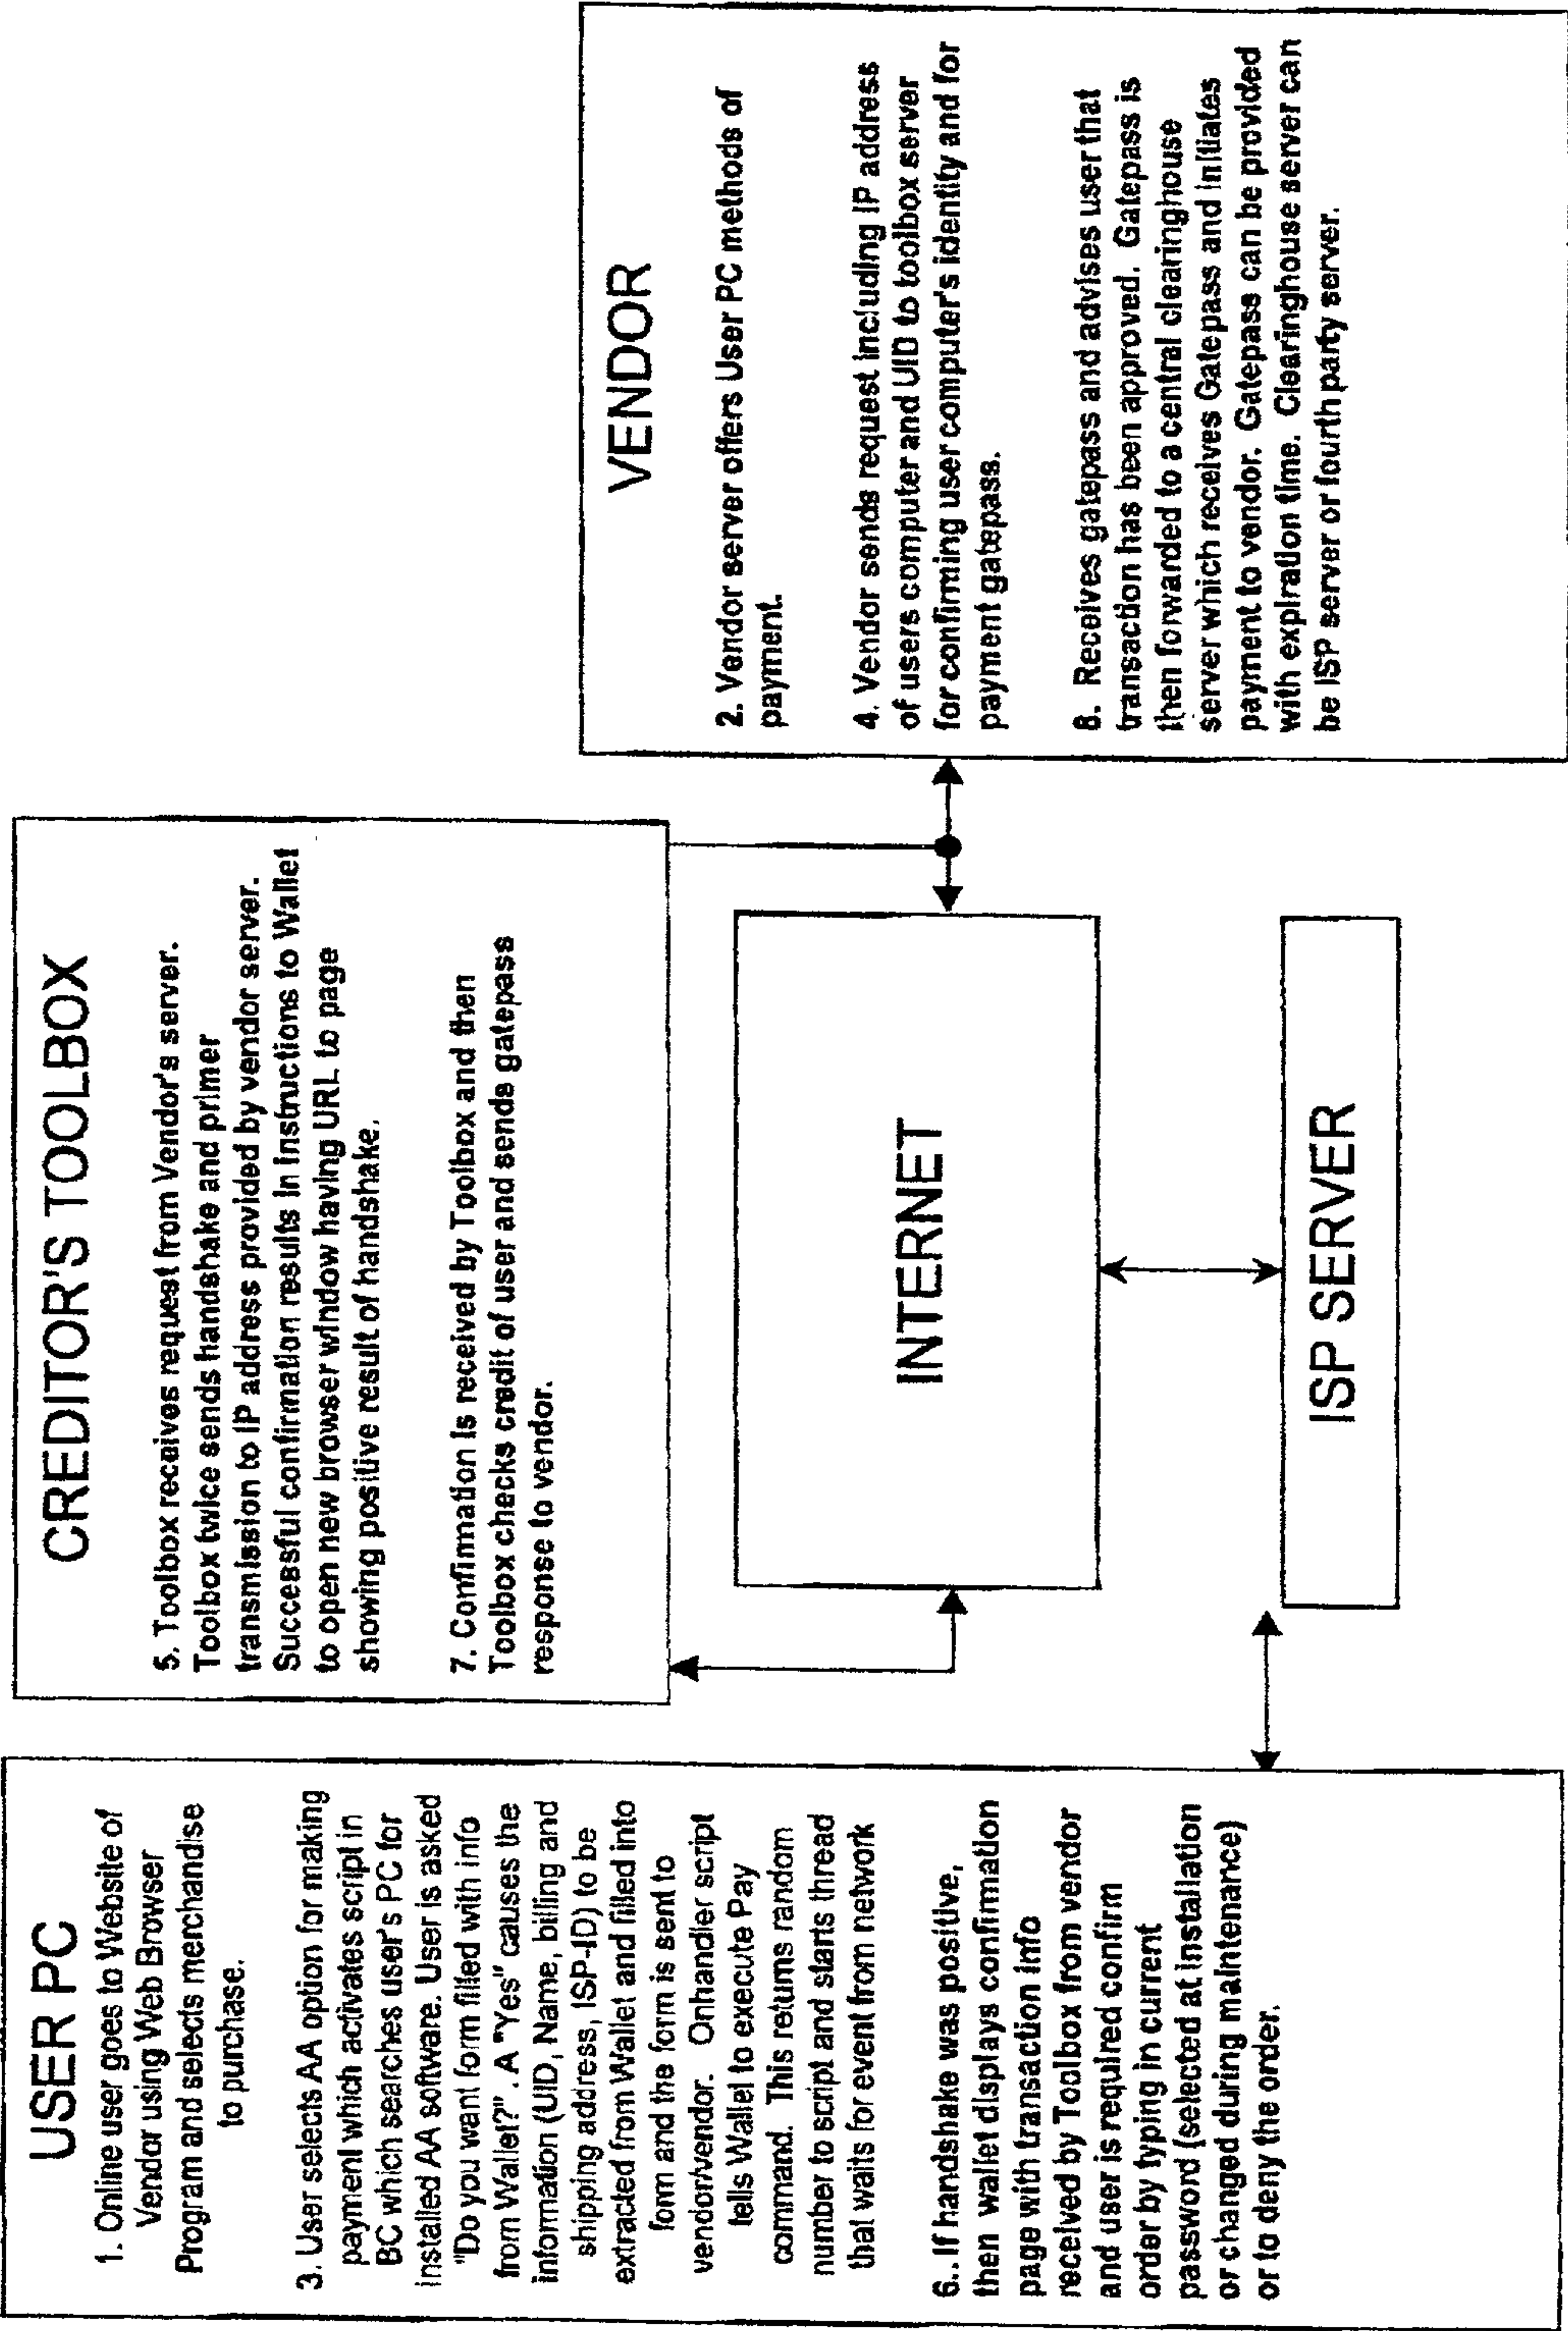 USER PC
1. Online user goes to Website of
Vendor using Web Browser
Program and selects merchandise
to purchase.
3. User selects AA option for making
payment which activates script in
BC which searches user's PC for
installed AA software. User is asked
"Do you want form filled with info
from Wallet?". A "Yes" causes the
information (UID, Name, billing and
shipping address, ISP-ID) to be
extracted from Wallet and filled into
form and the form is sent to
vendor/vendor. Onhandler script
tells Wallet to execute Pay
command. This returns random
number to script and starts thread
that waits for event from network
6.. If handshake was positive,
then wallet displays confirmation
page with transaction info
received by Toolbox from vendor
and user is required confirm
order by typing in current
password (selected at installation
or changed during maintenance)
or to deny the order.
CREDITOR'S TOOLBOX
5. Toolbox receives request from Vendor's server.
Toolbox twice sends handshake and primer
transmission to IP address provided by vendor server.
Successful confirmation results in instructions to Wallet
to open new browser window having URL to page
showing positive result of handshake.
7. Confirmation is received by Toolbox and then
Toolbox checks credit of user and sends gatepass
response to vendor.
INTERNET
ISP SERVER
VENDOR
2. Vendor server offers User PC methods of
payment.
4. Vendor sends request including IP address
of users computer and UID to toolbox server
for confirming user computer's identity and for
payment gatepass.
8. Receives gatepass and advises user that
transaction has been approved. Gatepass is
then forwarded to a central clearinghouse
server which receives Gatepass and initiates
payment to vendor. Gatepass can be provided
with expiration time. Clearinghouse server can
be ISP server or fourth party server.